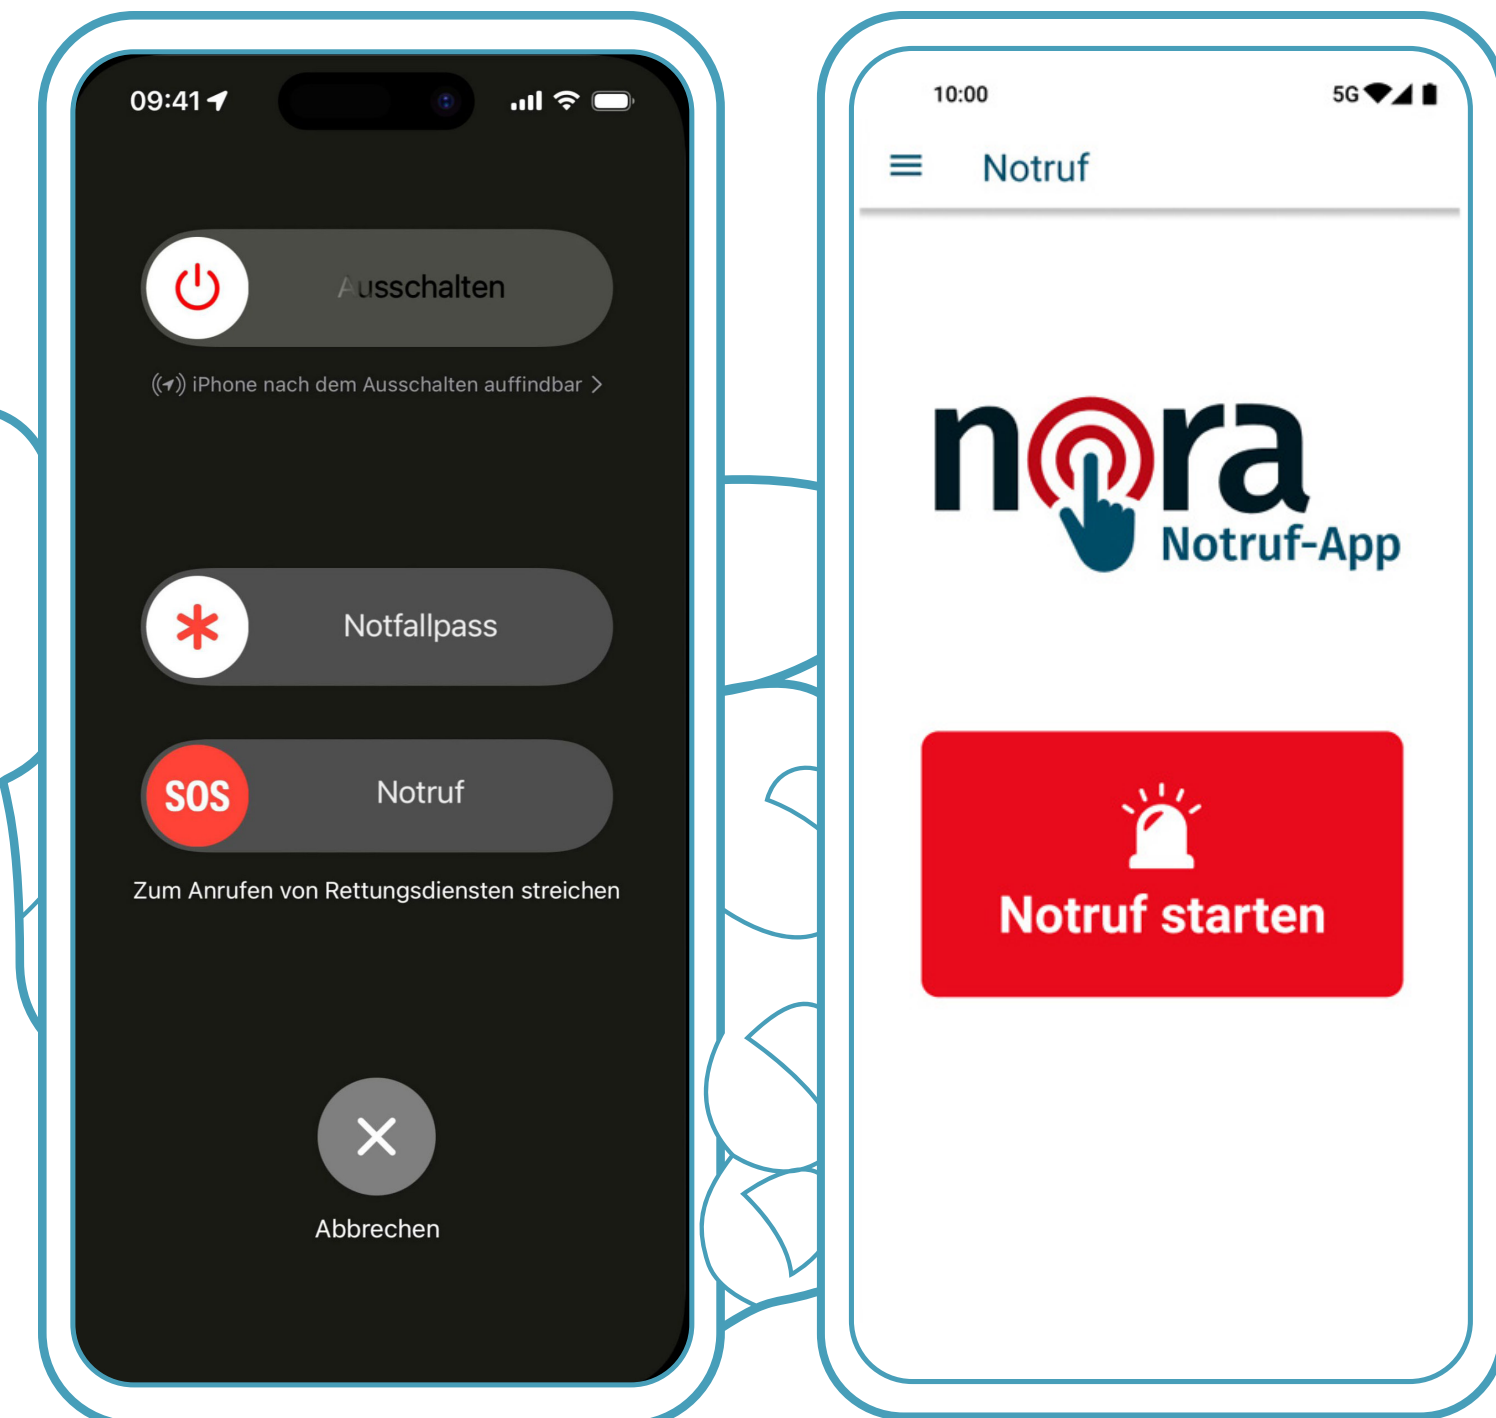 09:41
Ausschalten
iPhone nach dem Ausschalten auffindbar
Notfallpass
SOS Notruf
Zum Anrufen von Rettungsdiensten streichen
Abbrechen
10:00 5G
Notruf
nora
Notruf-App
Notruf starten